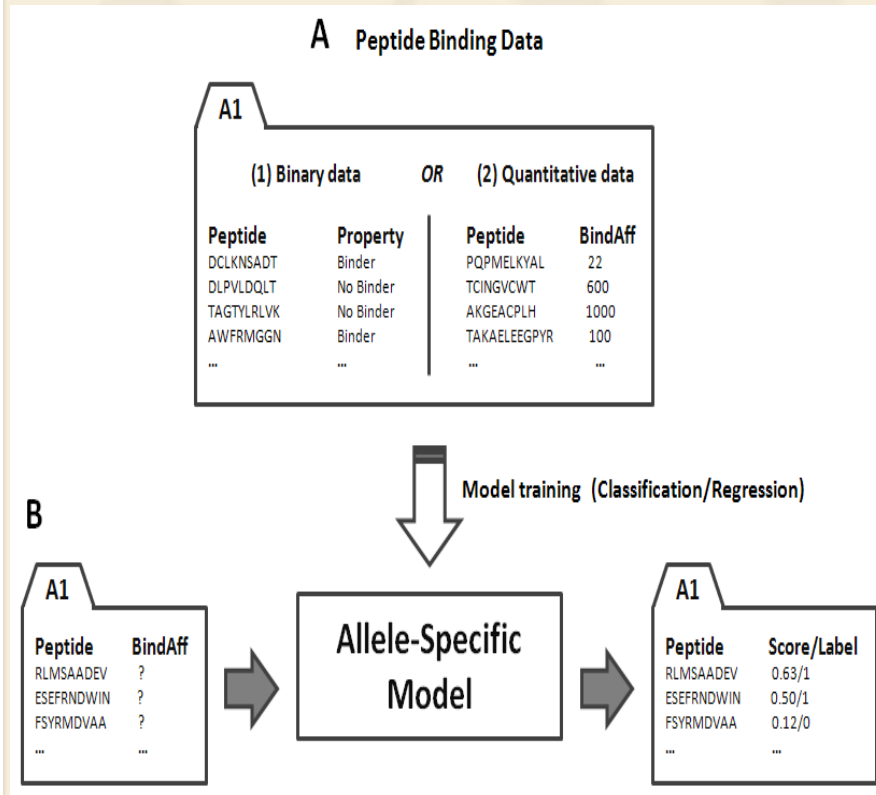 A Peptide Binding Data
A1
(1) Binary data OR (2) Quantitative data
Peptide Property Peptide BindAff
DCLKNSADT Binder PQPMELKYAL 22
DLPVLDQLT No Binder TCINGVCWT 600
TAGTYLRLVK No Binder AKGEACPLH 1000
AWFRMGGN Binder TAKAELEEGPYR 100
... ... ... ...
Model training (Classification/Regression)
B
A1
Peptide BindAff
RLMSAADEV ?
ESEFRNDWIN ?
FSYRMDVAA ?
... ...
Allele-Specific
Model
A1
Peptide Score/Label
RLMSAADEV 0.63/1
ESEFRNDWIN 0.50/1
FSYRMDVAA 0.12/0
... ...